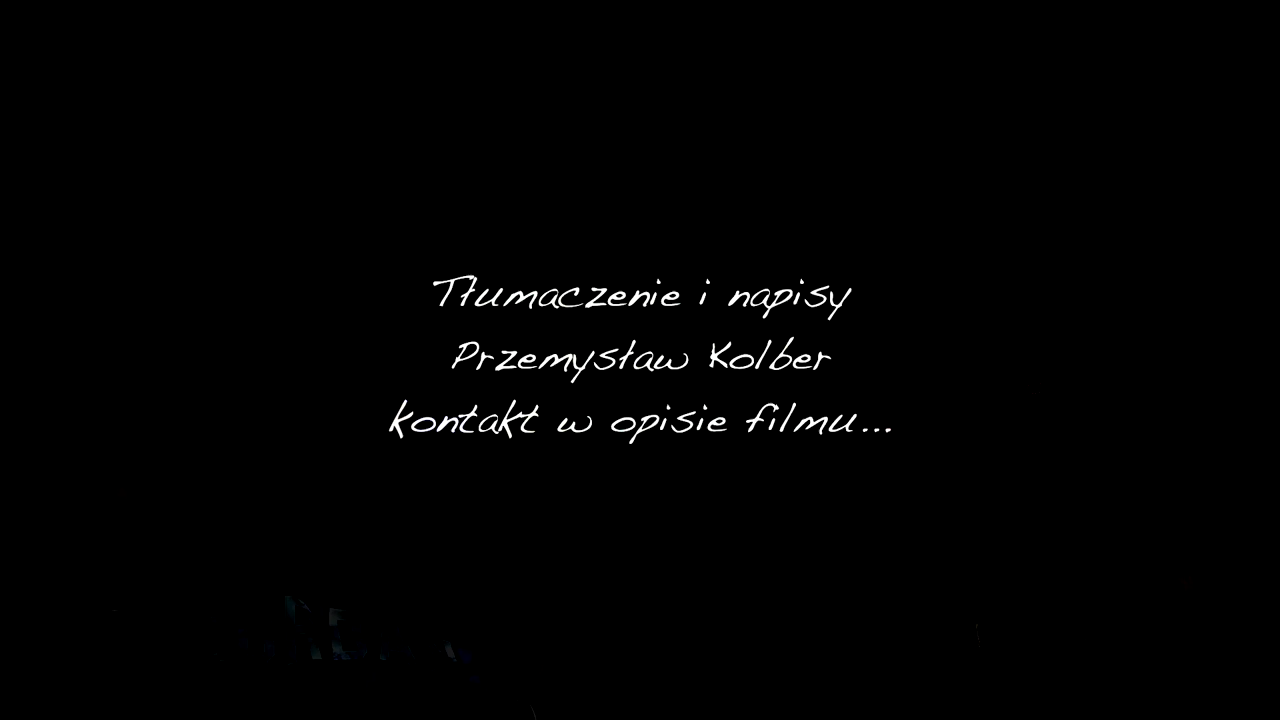 Tłumaczenie i napisy
Przemysław Kolber
kontakt w opisie filmu...